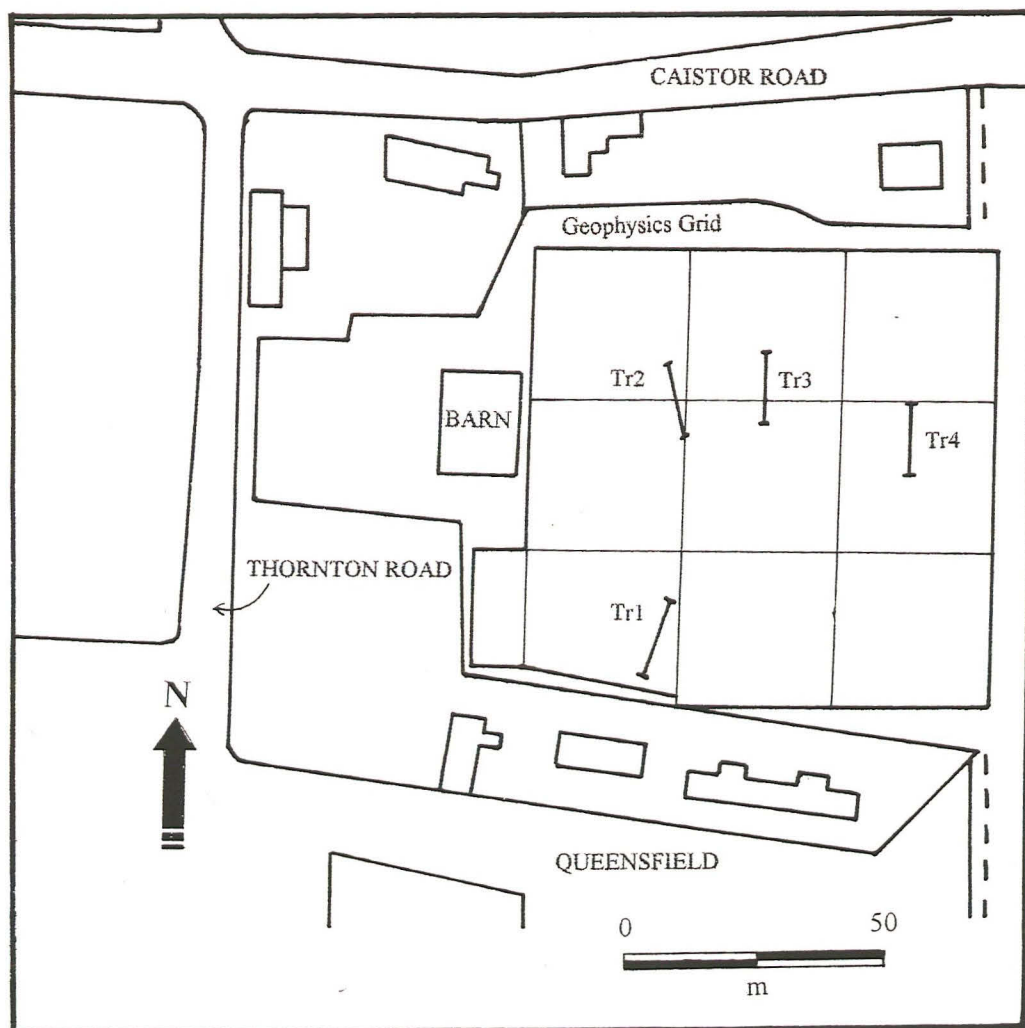 CAISTOR ROAD
Geophysics Grid
Tr2
Tr3
BARN
Tr4
THORNTON ROAD
Tr1
N
QUEENSFIELD
0 50
m